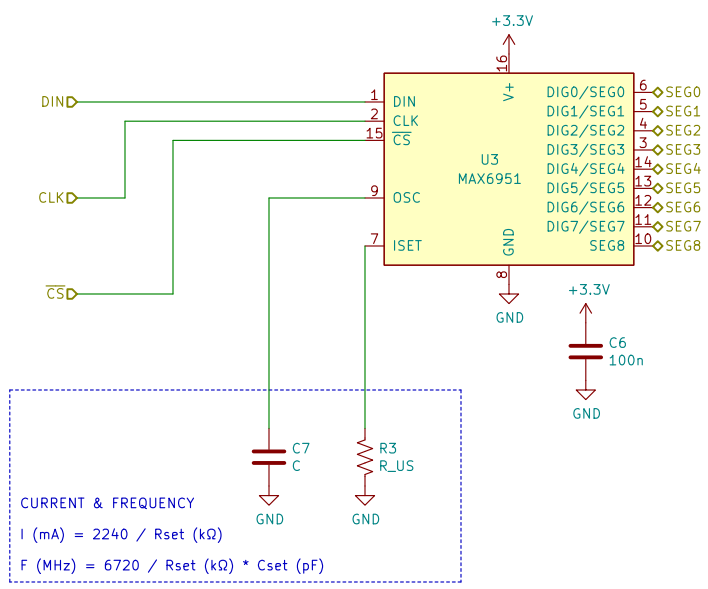 +3.3V
16
V+
DIN
1
DIN
2
CLK
15
CS
U3
MAX6951
DIG0/SEG0
6
SEG0
DIG1/SEG1
5
SEG1
DIG2/SEG2
4
SEG2
DIG3/SEG3
3
SEG3
DIG4/SEG4
14
SEG4
DIG5/SEG5
13
SEG5
DIG6/SEG6
12
SEG6
DIG7/SEG7
11
SEG7
SEG8
10
SEG8
CLK
9
OSC
7
ISET
GND
8
GND
CS
+3.3V
C6
100n
GND
C7
C
GND
R3
R_US
GND
CURRENT & FREQUENCY
I (mA) = 2240 / Rset (kΩ)
F (MHz) = 6720 / Rset (kΩ) * Cset (pF)